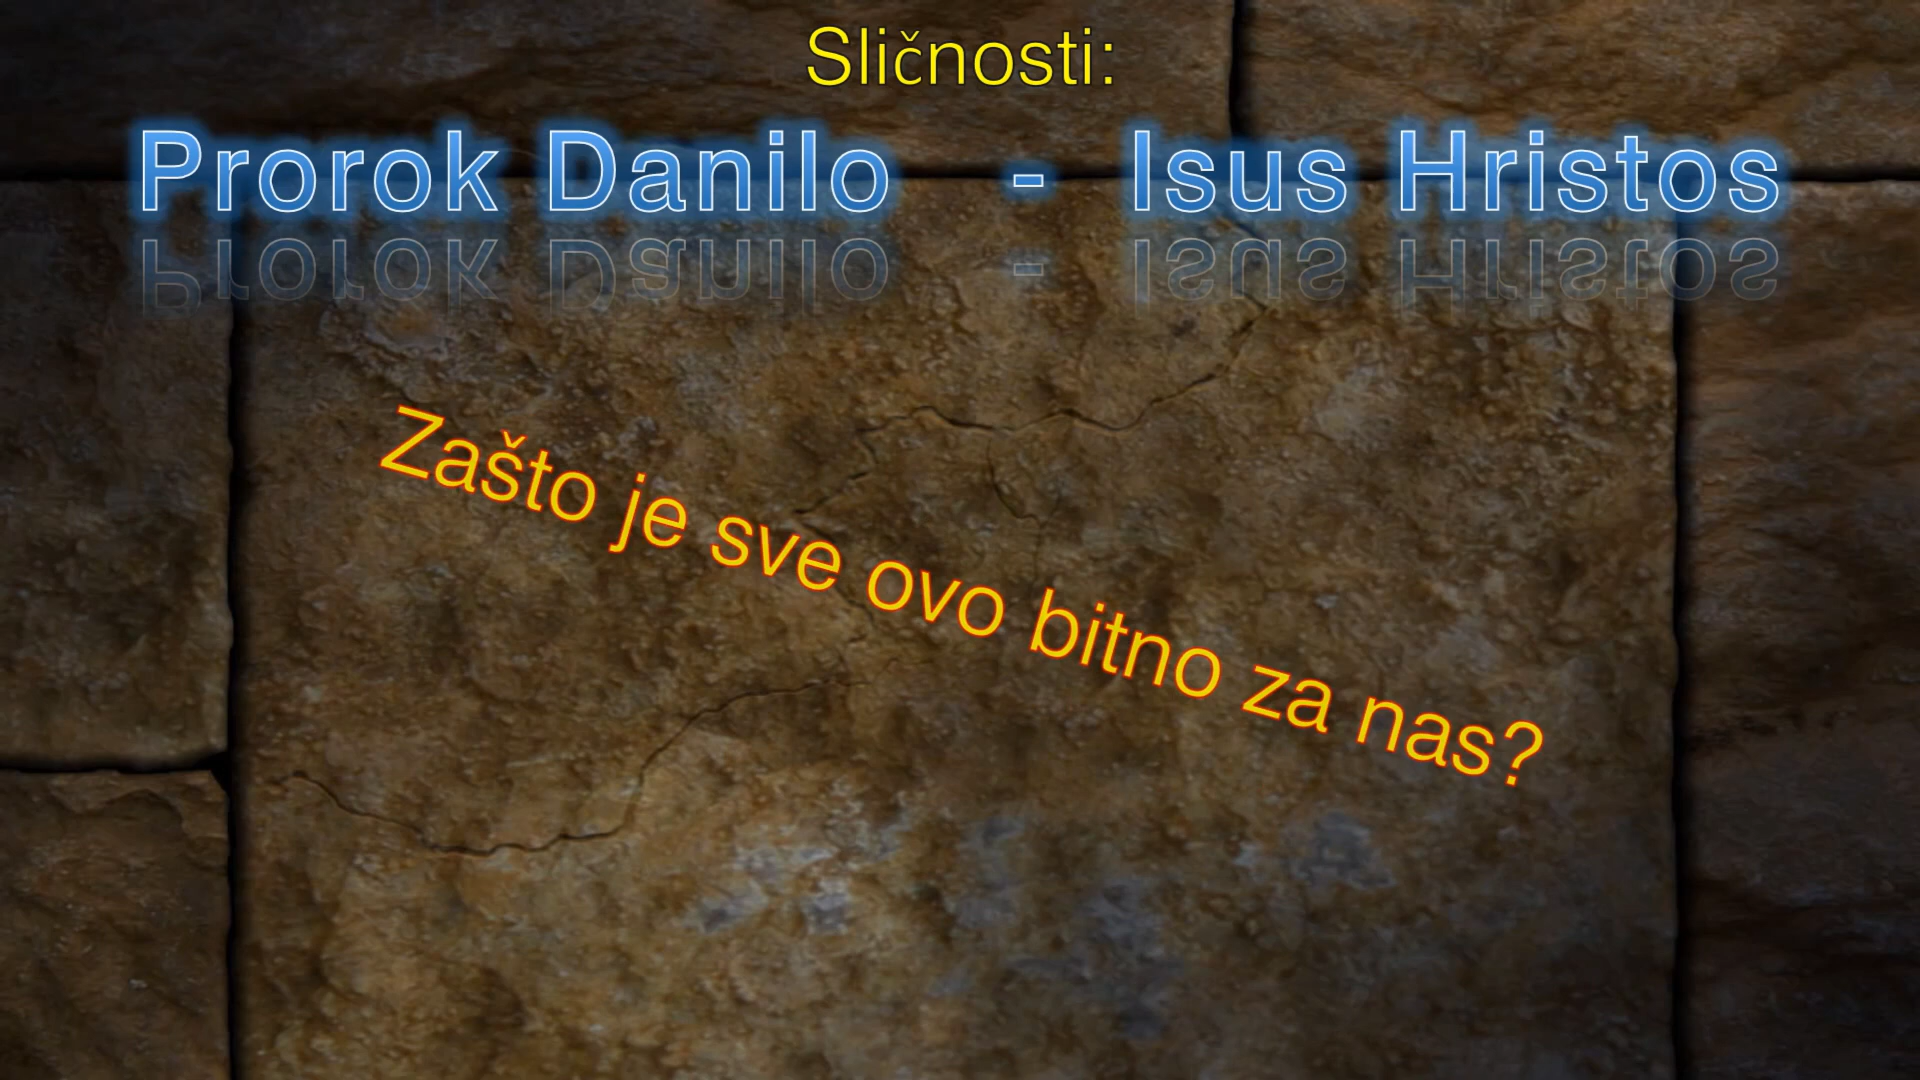 Sličnosti:
Prorok Danilo - Isus Hristos
Zašto je sve ovo bitno za nas?